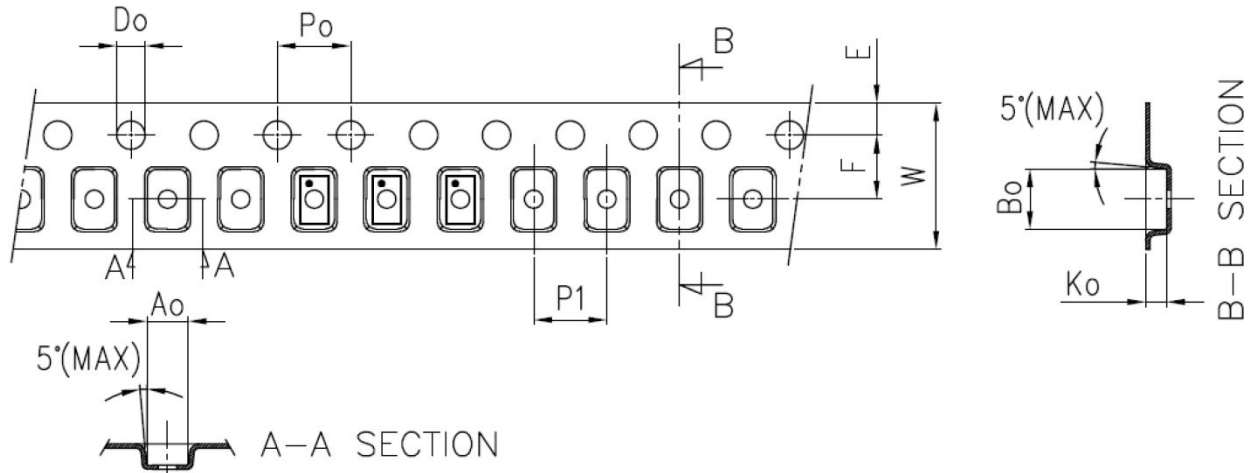 Do
Po
B
E
F
W
A
A
P1
B
Ao
5°(MAX)
A–A SECTION
5°(MAX)
Bo
Ko
B–B SECTION